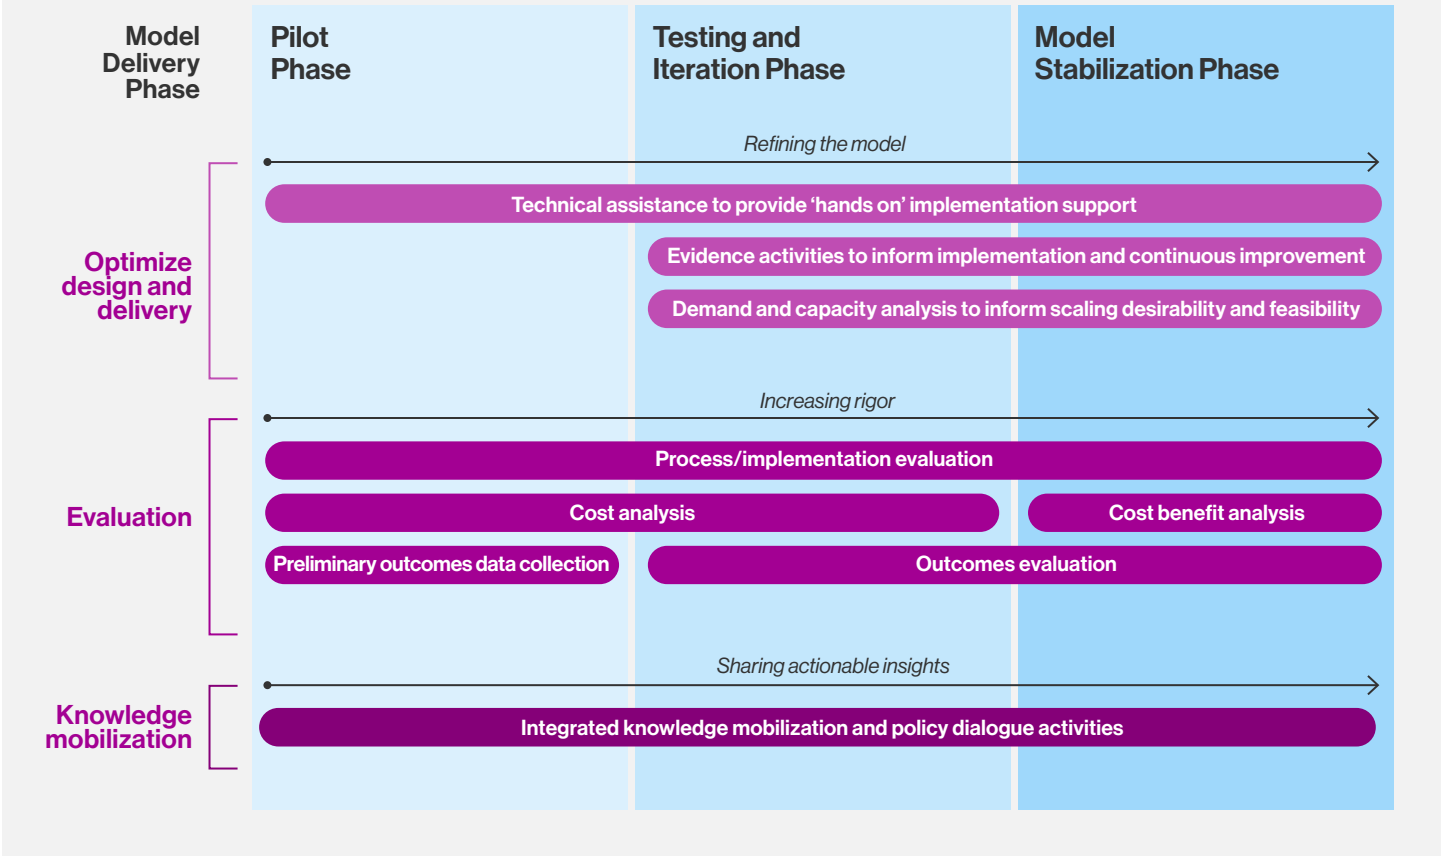 Model
Delivery
Phase
Pilot
Phase
Testing and
Iteration Phase
Model
Stabilization Phase
Refining the model
Optimize
design and
delivery
Technical assistance to provide ‘hands on’ implementation support
Evidence activities to inform implementation and continuous improvement
Demand and capacity analysis to inform scaling desirability and feasibility
Increasing rigor
Evaluation
Process/implementation evaluation
Cost analysis
Cost benefit analysis
Preliminary outcomes data collection
Outcomes evaluation
Sharing actionable insights
Knowledge
mobilization
Integrated knowledge mobilization and policy dialogue activities